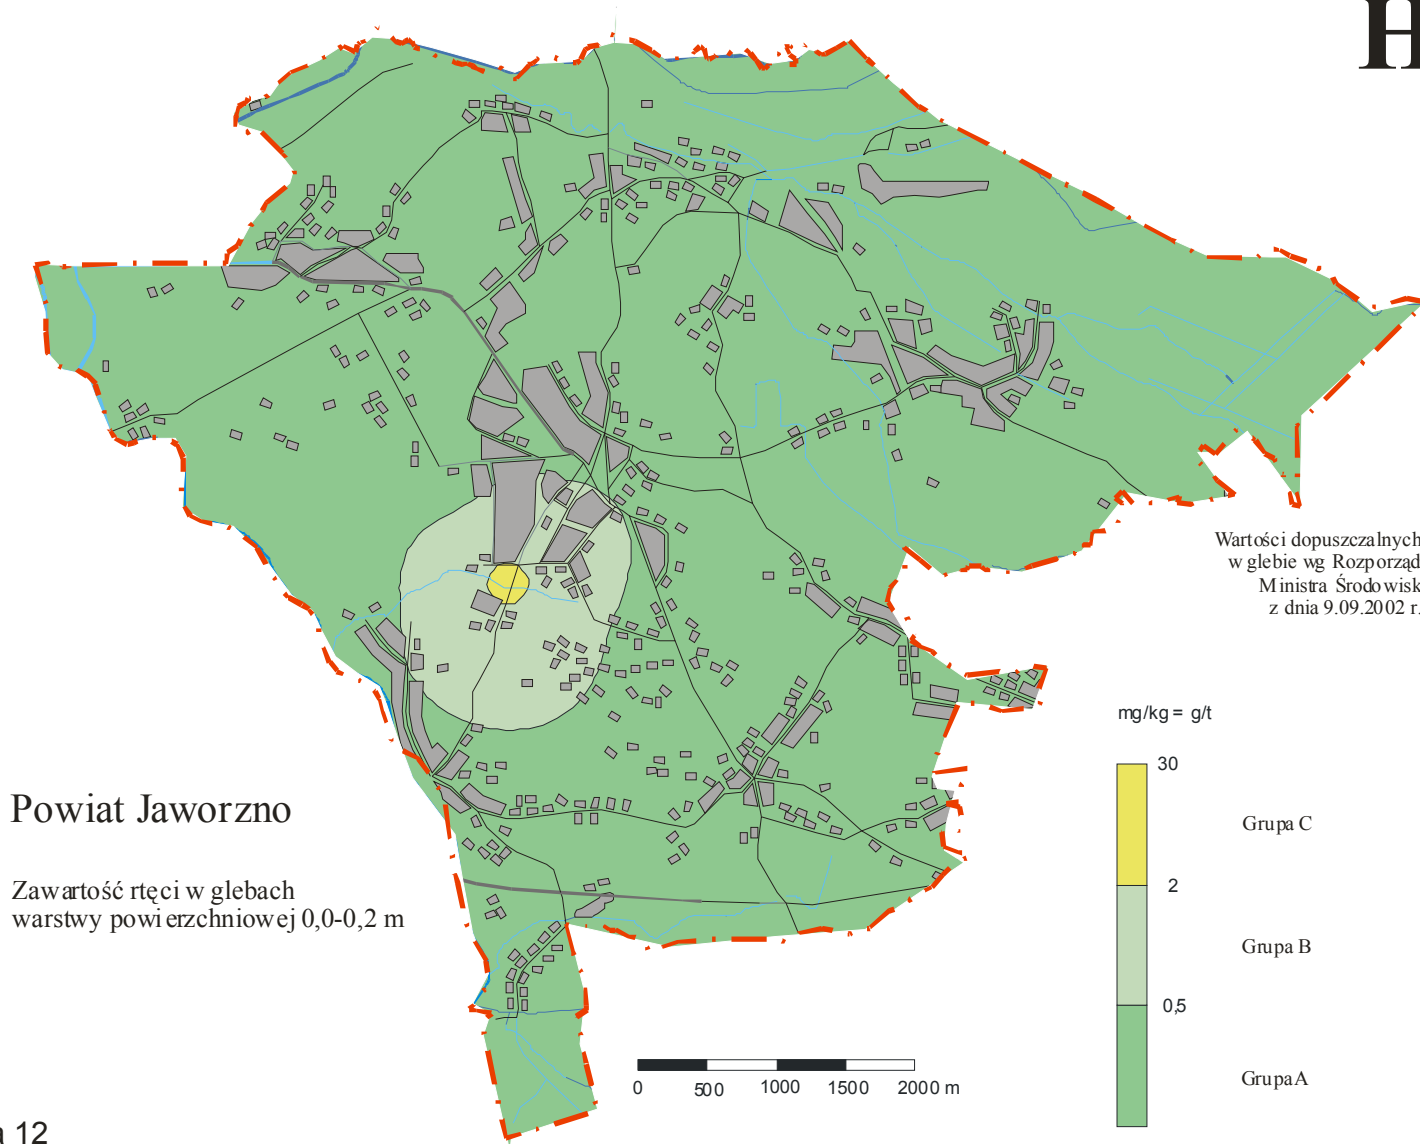 H
Wartości dopuszczalnych
w glebie wg Rozporząd
Ministra Środowisk
z dnia 9.09.2002 r.
mg/kg = g/t
30
Grupa C
2
Grupa B
0,5
Grupa A
Powiat Jaworzno
Zawartość rtęci w glebach
warstwy powierzchniowej 0,0-0,2 m
0 500 1000 1500 2000 m
a 12